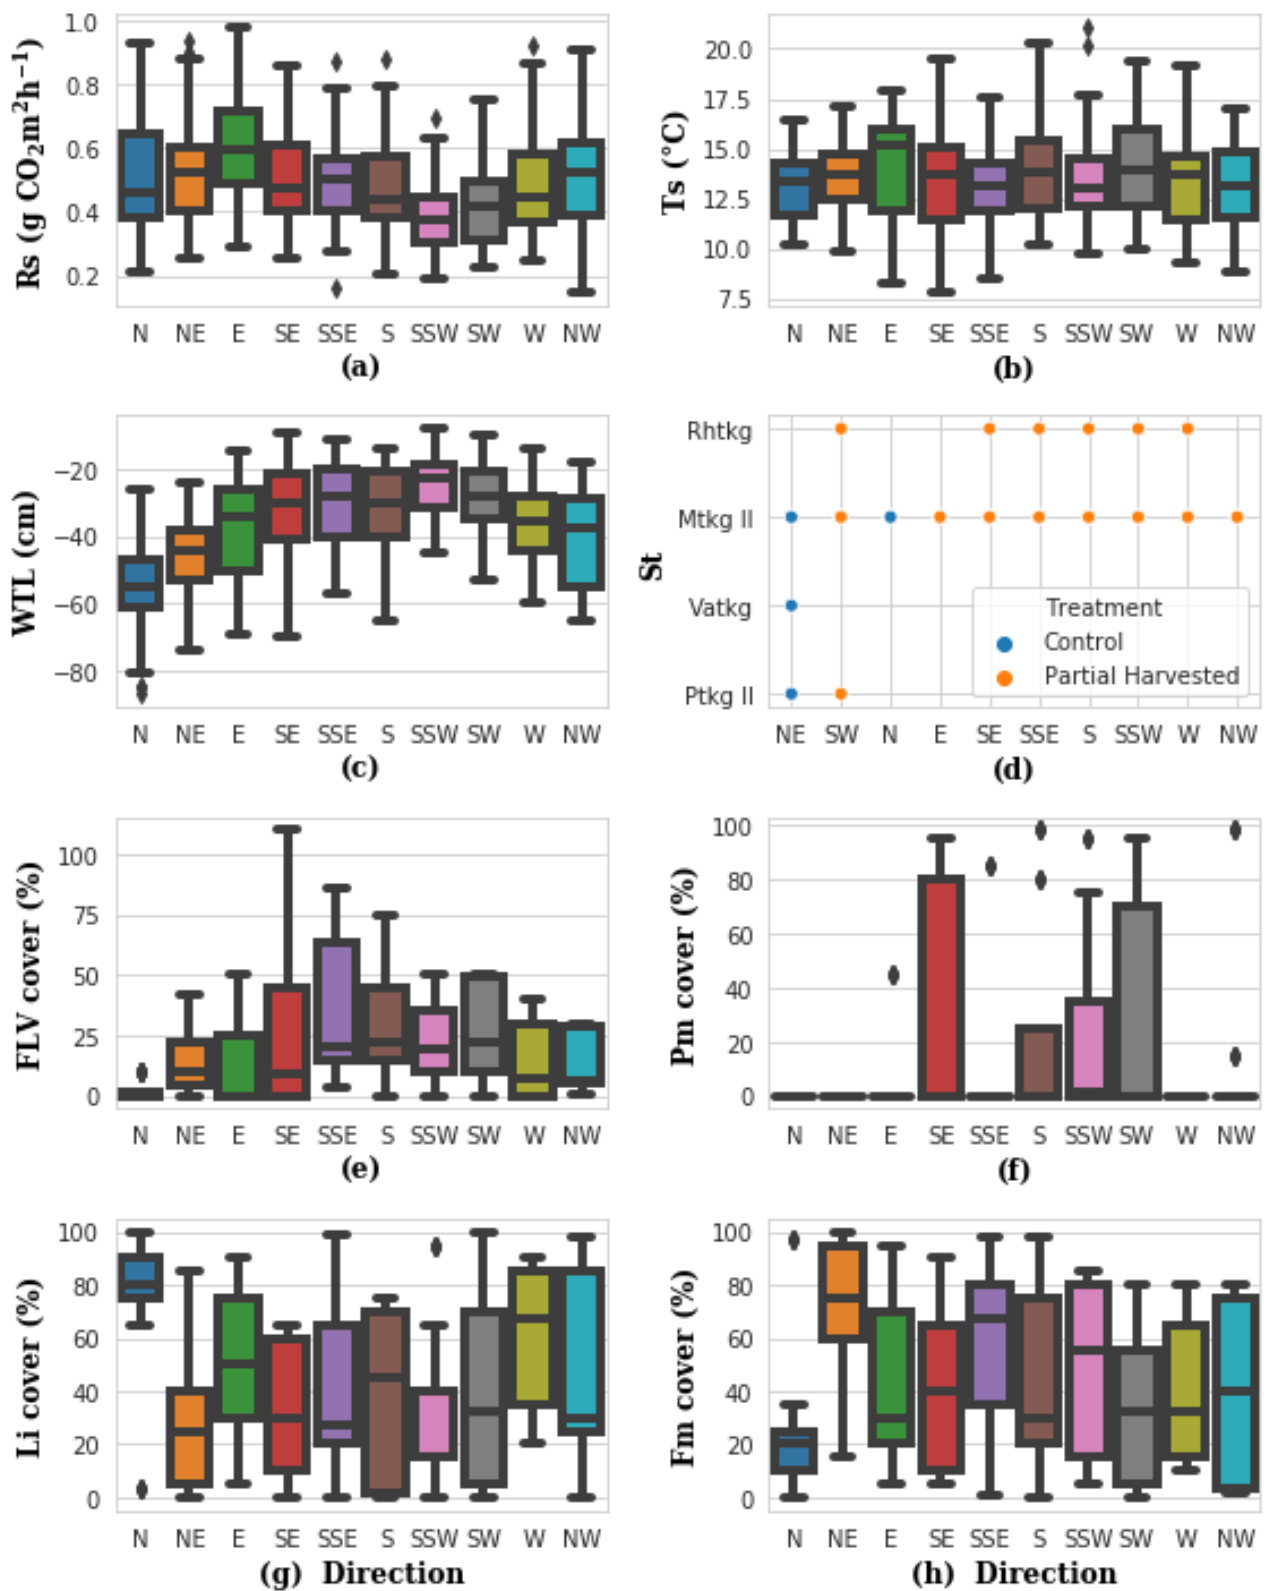 Rs (g CO₂m²h⁻¹)
1.0
0.8
0.6
0.4
0.2
N NE E SE SSE S SSW SW W NW
(a)
Ts (°C)
20.0
17.5
15.0
12.5
10.0
7.5
N NE E SE SSE S SSW SW W NW
(b)
WTL (cm)
−20
−40
−60
−80
N NE E SE SSE S SSW SW W NW
(c)
St
Rhtkg
Mtkg II
Vatkg
Ptkg II
Treatment
Control
Partial Harvested
NE SW N E SE SSE S SSW W NW
(d)
FLV cover (%)
100
75
50
25
0
N NE E SE SSE S SSW SW W NW
(e)
Pm cover (%)
100
80
60
40
20
0
N NE E SE SSE S SSW SW W NW
(f)
Li cover (%)
100
80
60
40
20
0
N NE E SE SSE S SSW SW W NW
(g) Direction
Fm cover (%)
100
80
60
40
20
0
N NE E SE SSE S SSW SW W NW
(h) Direction